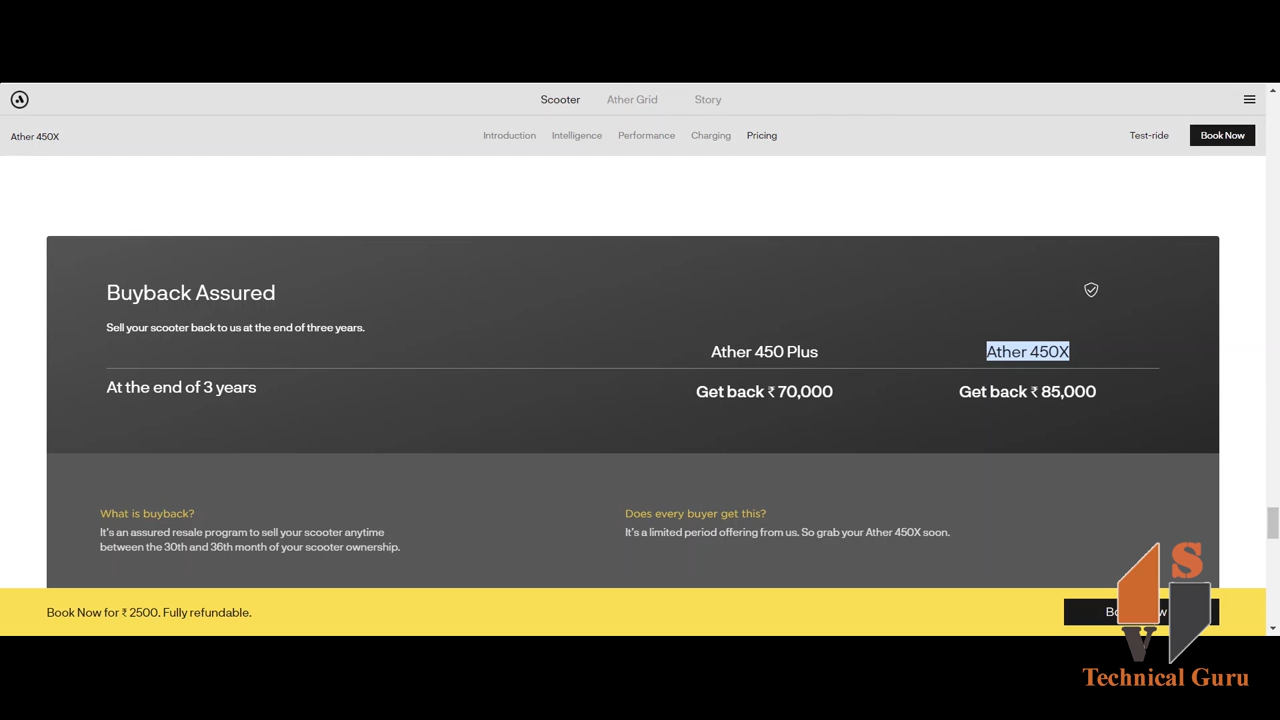 Scooter
Ather Grid
Story
Ather 450X
Introduction
Intelligence
Performance
Charging
Pricing
Test-ride
Book Now
Buyback Assured
Sell your scooter back to us at the end of three years.
Ather 450 Plus
Ather 450X
At the end of 3 years
Get back ₹ 70,000
Get back ₹ 85,000
What is buyback?
It's an assured resale program to sell your scooter anytime
between the 30th and 36th month of your scooter ownership.
Does every buyer get this?
It's a limited period offering from us. So grab your Ather 450X soon.
Book Now for ₹ 2500. Fully refundable.
S
V
Technical Guru